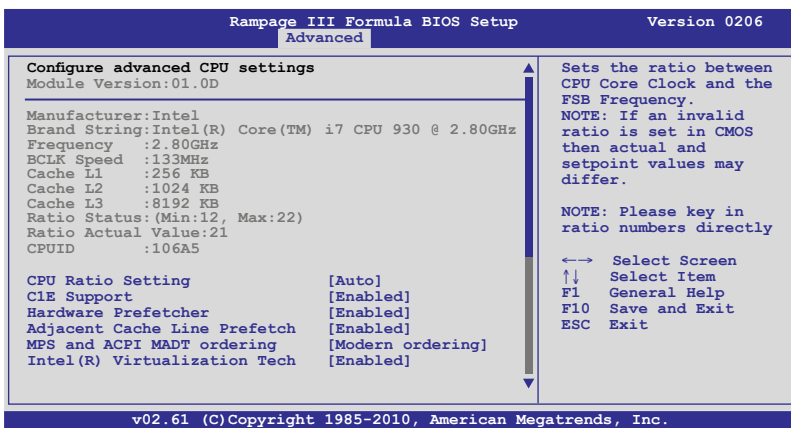 Rampage III Formula BIOS Setup Version 0206
Advanced
Configure advanced CPU settings
Module Version:01.0D
Manufacturer:Intel
Brand String:Intel(R) Core(TM) i7 CPU 930 @ 2.80GHz
Frequency :2.80GHz
BCLK Speed :133MHz
Cache L1 :256 KB
Cache L2 :1024 KB
Cache L3 :8192 KB
Ratio Status:(Min:12, Max:22)
Ratio Actual Value:21
CPUID :106A5
CPU Ratio Setting [Auto]
C1E Support [Enabled]
Hardware Prefetcher [Enabled]
Adjacent Cache Line Prefetch [Enabled]
MPS and ACPI MADT ordering [Modern ordering]
Intel(R) Virtualization Tech [Enabled]
Sets the ratio between
CPU Core Clock and the
FSB Frequency.
NOTE: If an invalid
ratio is set in CMOS
then actual and
setpoint values may
differ.
NOTE: Please key in
ratio numbers directly
←→ Select Screen
↑↓ Select Item
F1 General Help
F10 Save and Exit
ESC Exit
v02.61 (C)Copyright 1985-2010, American Megatrends, Inc.